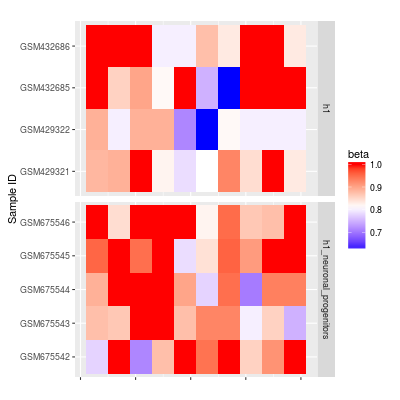 GSM432686
GSM432685
GSM429322
GSM429321
h1
GSM675546
GSM675545
GSM675544
GSM675543
GSM675542
h1_neuronal_progenitors
Sample ID
beta
1.0
0.9
0.8
0.7